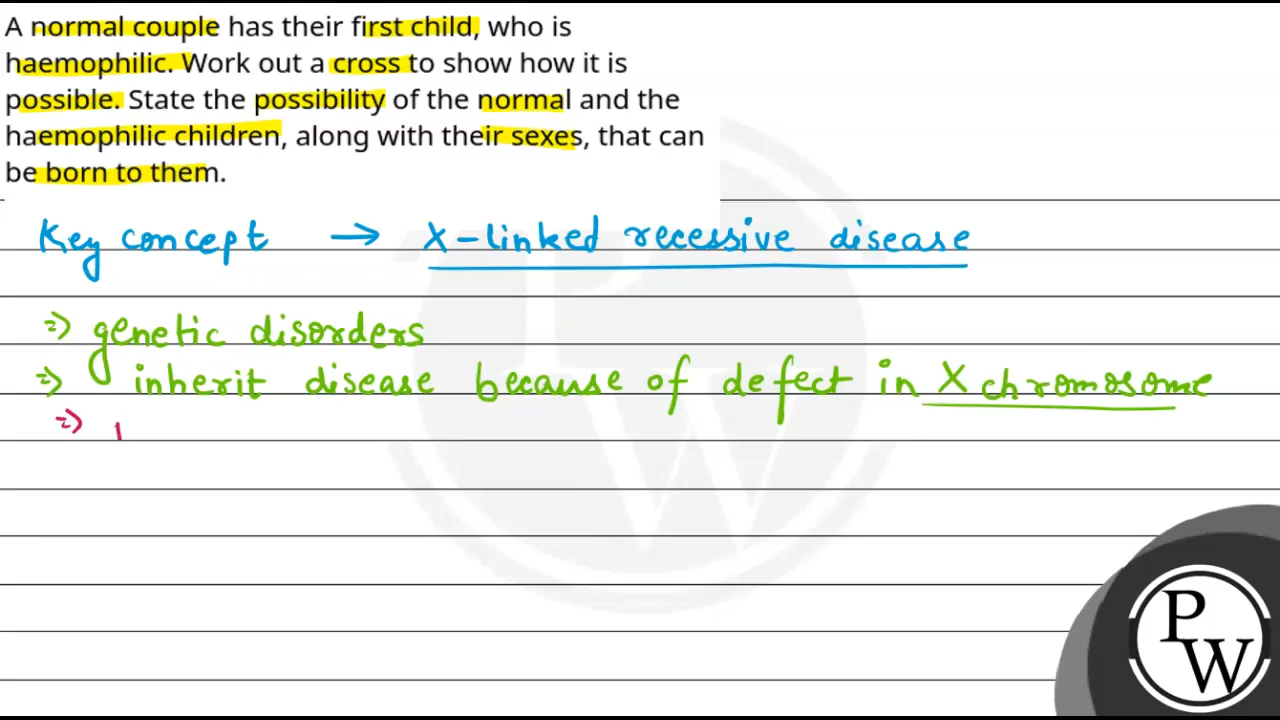 A normal couple has their first child, who is
haemophilic. Work out a cross to show how it is
possible. State the possibility of the normal and the
haemophilic children, along with their sexes, that can
be born to them.
Key concept → X-linked recessive disease
⇒ genetic disorders
⇒ inherit disease because of defect in X chromosome
⇒
PW
PW